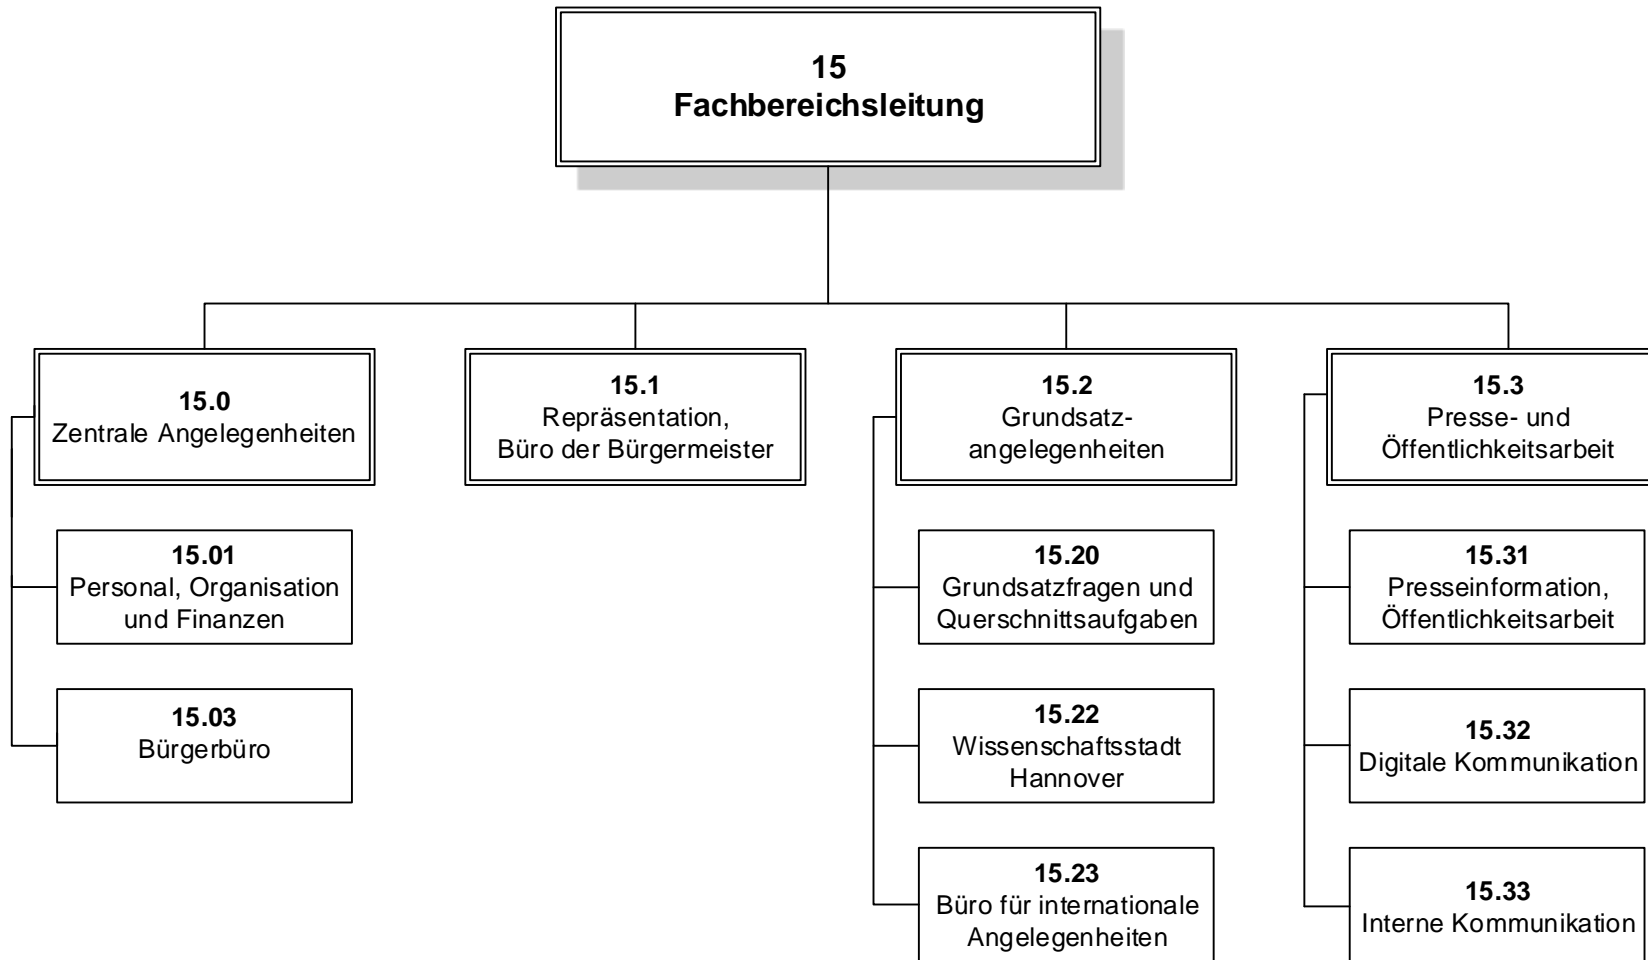 15
Fachbereichsleitung
15.0
Zentrale Angelegenheiten
15.01
Personal, Organisation
und Finanzen
15.03
Bürgerbüro
15.1
Repräsentation,
Büro der Bürgermeister
15.2
Grundsatz-
angelegenheiten
15.20
Grundsatzfragen und
Querschnittsaufgaben
15.22
Wissenschaftsstadt
Hannover
15.23
Büro für internationale
Angelegenheiten
15.3
Presse- und
Öffentlichkeitsarbeit
15.31
Presseinformation,
Öffentlichkeitsarbeit
15.32
Digitale Kommunikation
15.33
Interne Kommunikation